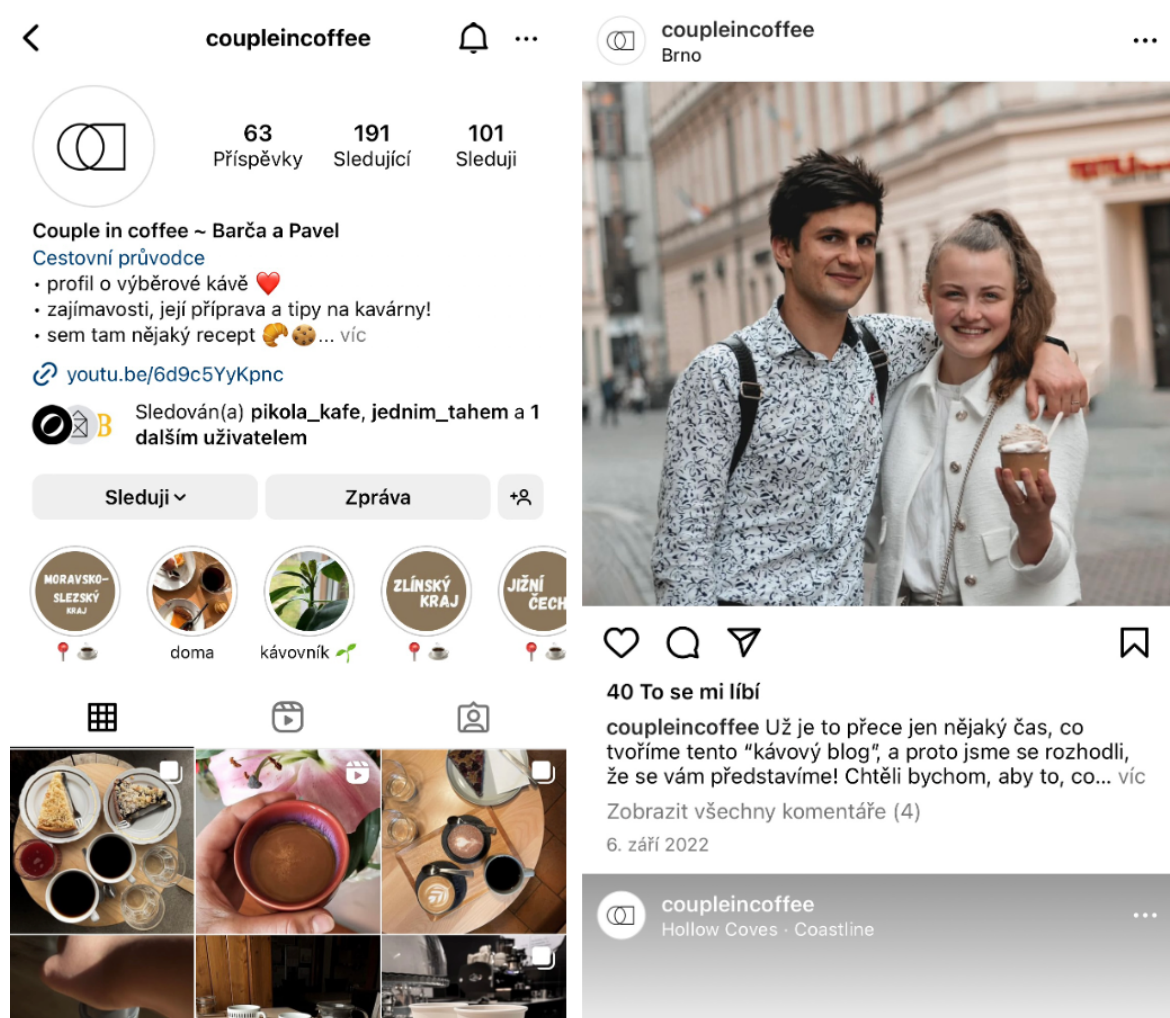 coupleincoffee
63
191
101
Příspěvky
Sledující
Sleduji
Couple in coffee ~ Barča a Pavel
Cestovní průvodce
• profil o výběrové kávě ❤️
• zajímavosti, její příprava a tipy na kavárny!
• sem tam nějaký recept 🥐🍪... víc
youtu.be/6d9c5YyKpnc
B
Sledován(a) pikola_kafe, jednim_tahem a 1
dalším uživatelem
Sleduji
Zpráva
MORAVSKO-
SLEZSKÝ
KRAJ
ZLÍNSKÝ
KRAJ
JIŽNÍ
ČECH
📍☕
doma
kávovník 🌱
📍☕
📍☕
coupleincoffee
Brno
40 To se mi líbí
coupleincoffee Už je to přece jen nějaký čas, co
tvoříme tento “kávový blog”, a proto jsme se rozhodli,
že se vám představíme! Chtěli bychom, aby to, co... víc
Zobrazit všechny komentáře (4)
6. září 2022
coupleincoffee
Hollow Coves · Coastline